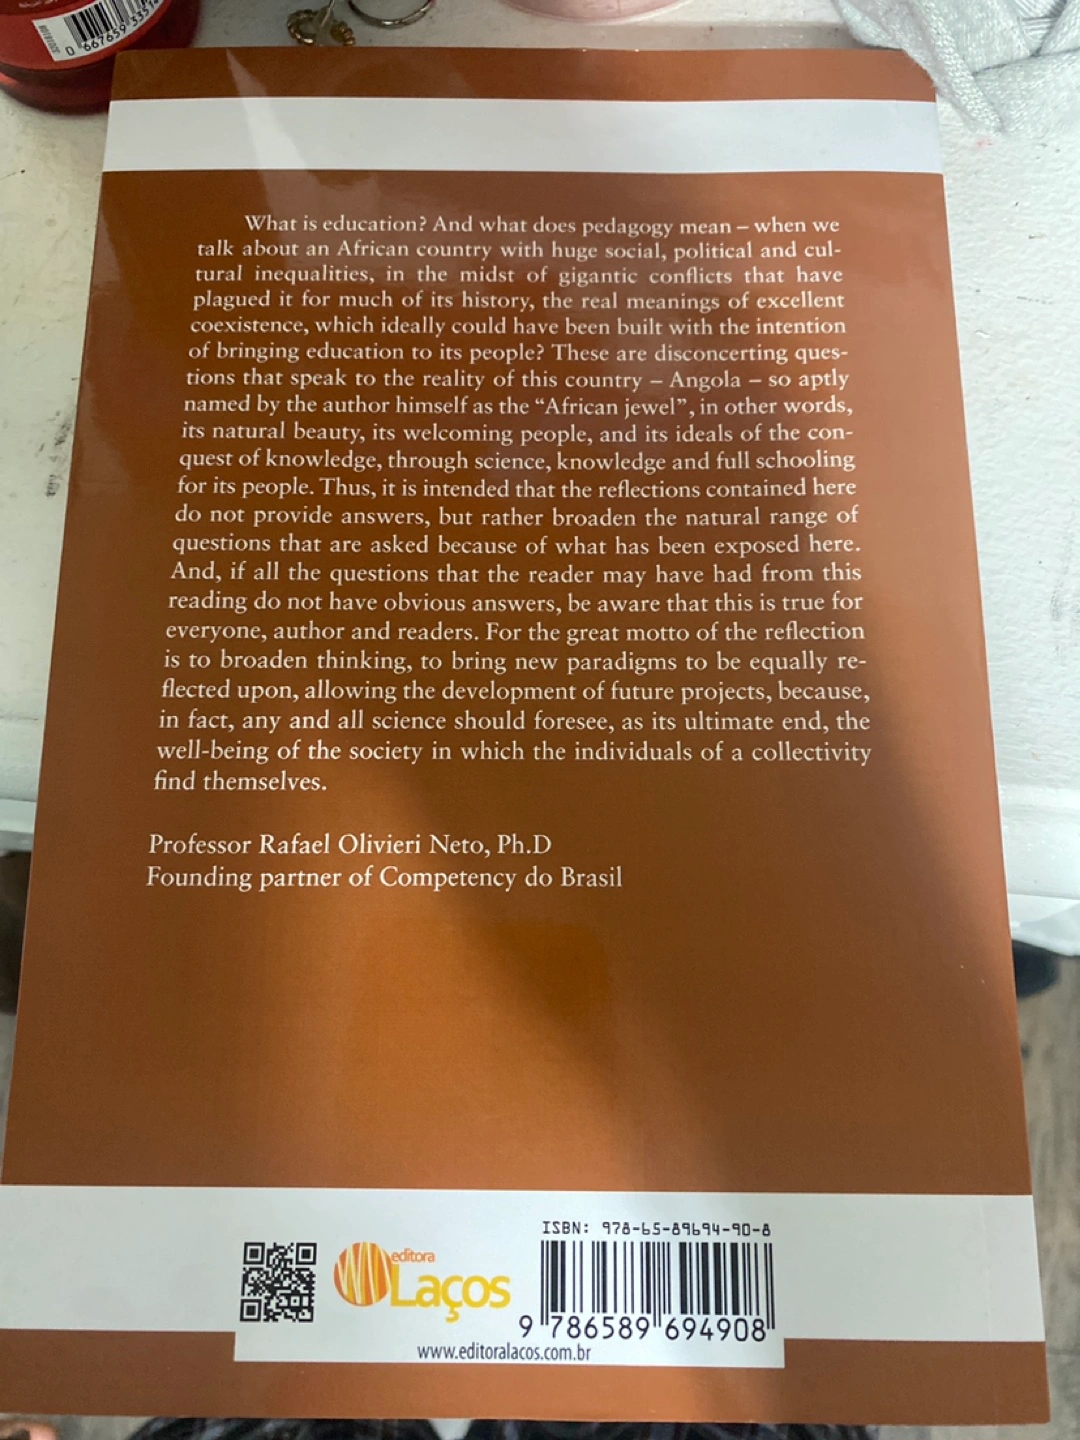 What is education? And what does pedagogy mean – when we
talk about an African country with huge social, political and cul-
tural inequalities, in the midst of gigantic conflicts that have
plagued it for much of its history, the real meanings of excellent
coexistence, which ideally could have been built with the intention
of bringing education to its people? These are disconcerting ques-
tions that speak to the reality of this country – Angola – so aptly
named by the author himself as the “African jewel”, in other words,
its natural beauty, its welcoming people, and its ideals of the con-
quest of knowledge, through science, knowledge and full schooling
for its people. Thus, it is intended that the reflections contained here
do not provide answers, but rather broaden the natural range of
questions that are asked because of what has been exposed here.
And, if all the questions that the reader may have had from this
reading do not have obvious answers, be aware that this is true for
everyone, author and readers. For the great motto of the reflection
is to broaden thinking, to bring new paradigms to be equally re-
flected upon, allowing the development of future projects, because,
in fact, any and all science should foresee, as its ultimate end, the
well-being of the society in which the individuals of a collectivity
find themselves.
Professor Rafael Olivieri Neto, Ph.D
Founding partner of Competency do Brasil
ISBN: 978-65-89694-90-8
editora
Laços
9 786589 694908
www.editoralacos.com.br